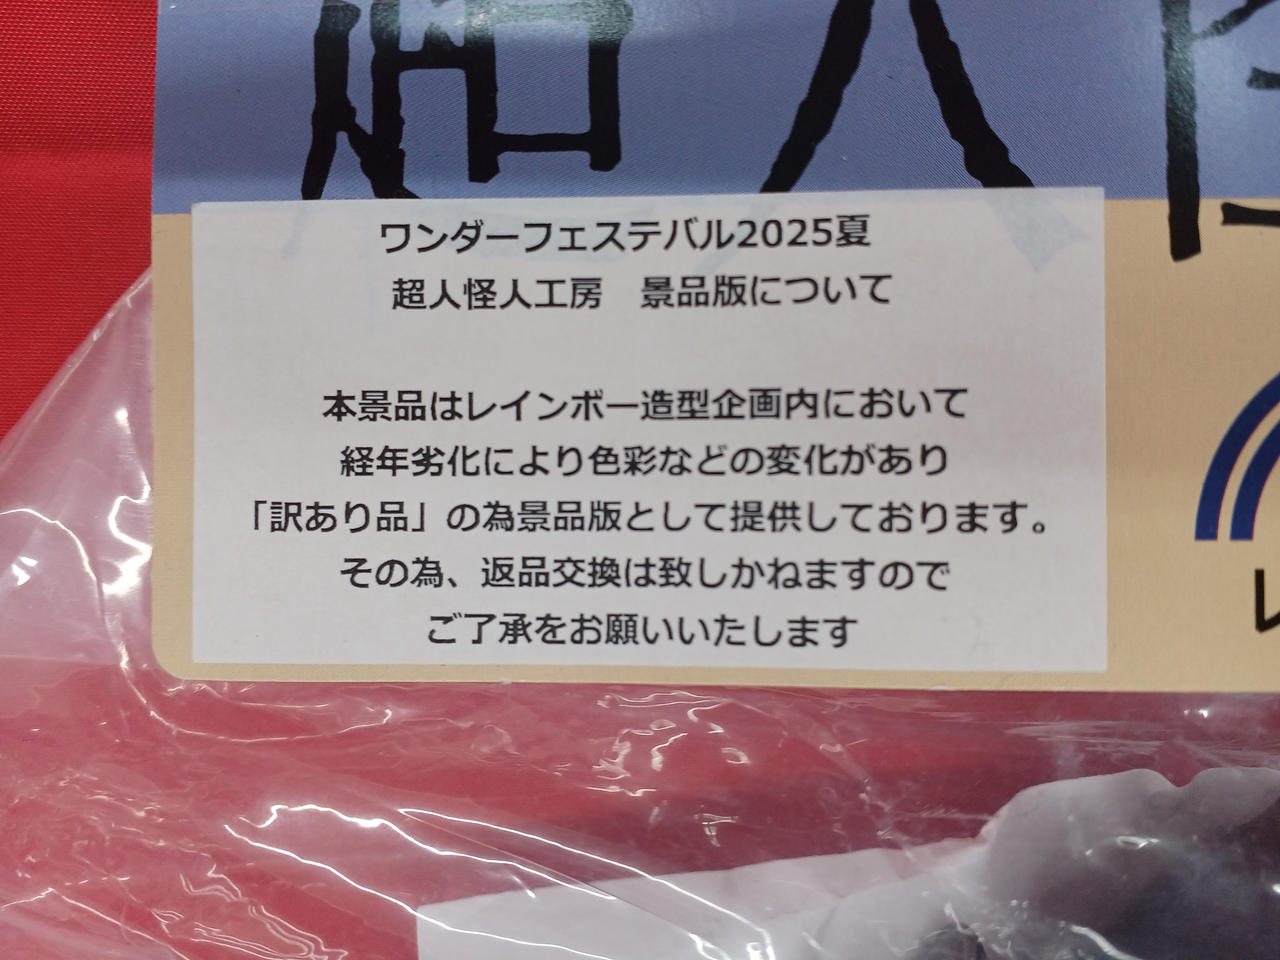 超人怪
ワンダーフェステバル2025夏
超人怪人工房　景品版について
本景品はレインボー造型企画内において
経年劣化により色彩などの変化があり
「訳あり品」の為景品版として提供しております。
その為、返品交換は致しかねますので
ご了承をお願いいたします
レ